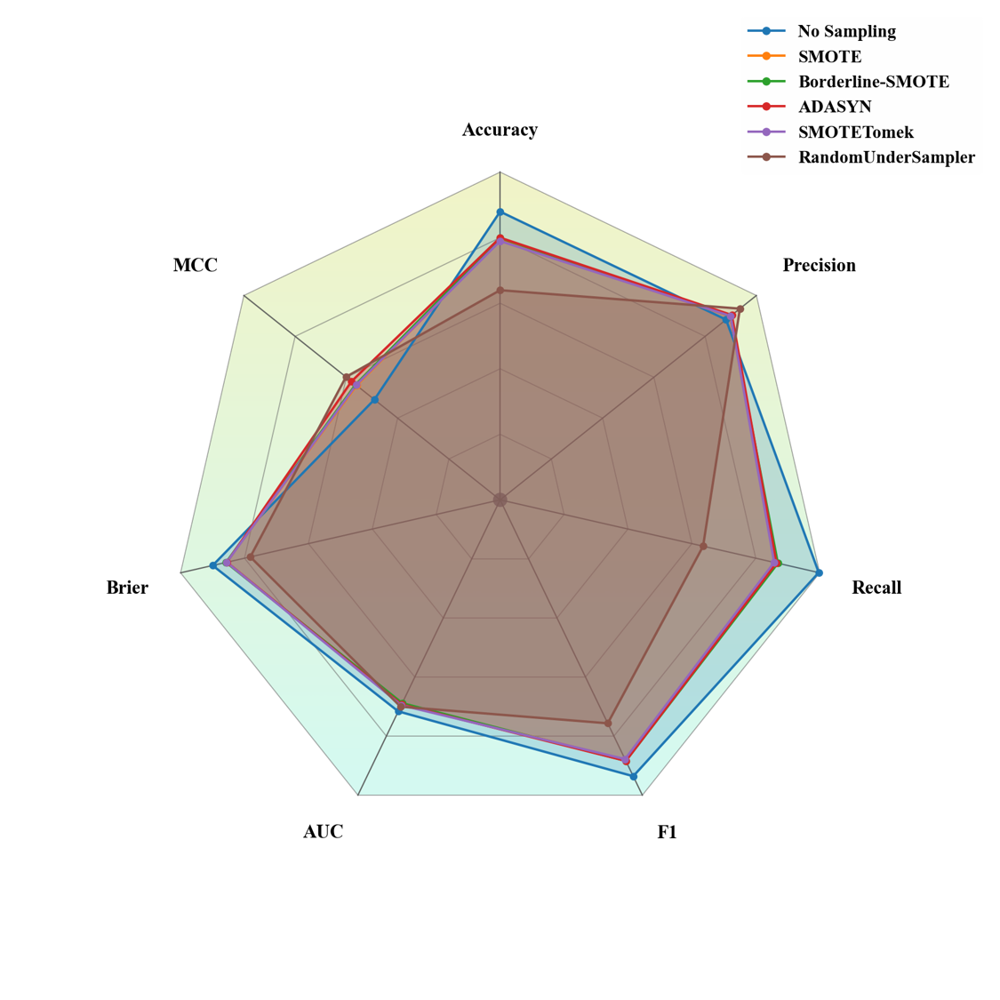 No Sampling
SMOTE
Borderline-SMOTE
ADASYN
SMOTETomek
RandomUnderSampler
Accuracy
MCC
Precision
Brier
Recall
AUC
F1